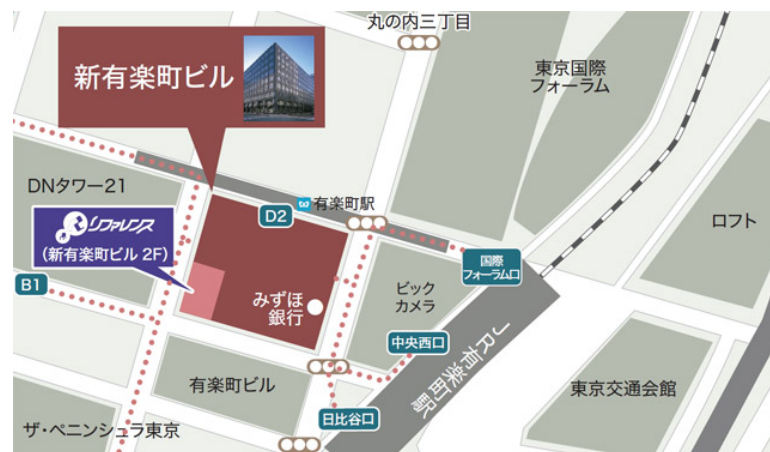 丸の内三丁目
新有楽町ビル
東京国際
フォーラム
DNタワー21
有楽町駅
D2
リファレンス
(新有楽町ビル 2F)
ロフト
国際
フォーラム口
B1
みずほ
銀行
ビック
カメラ
中央西口
JR有楽町駅
有楽町ビル
東京交通会館
日比谷口
ザ・ペニンシュラ東京